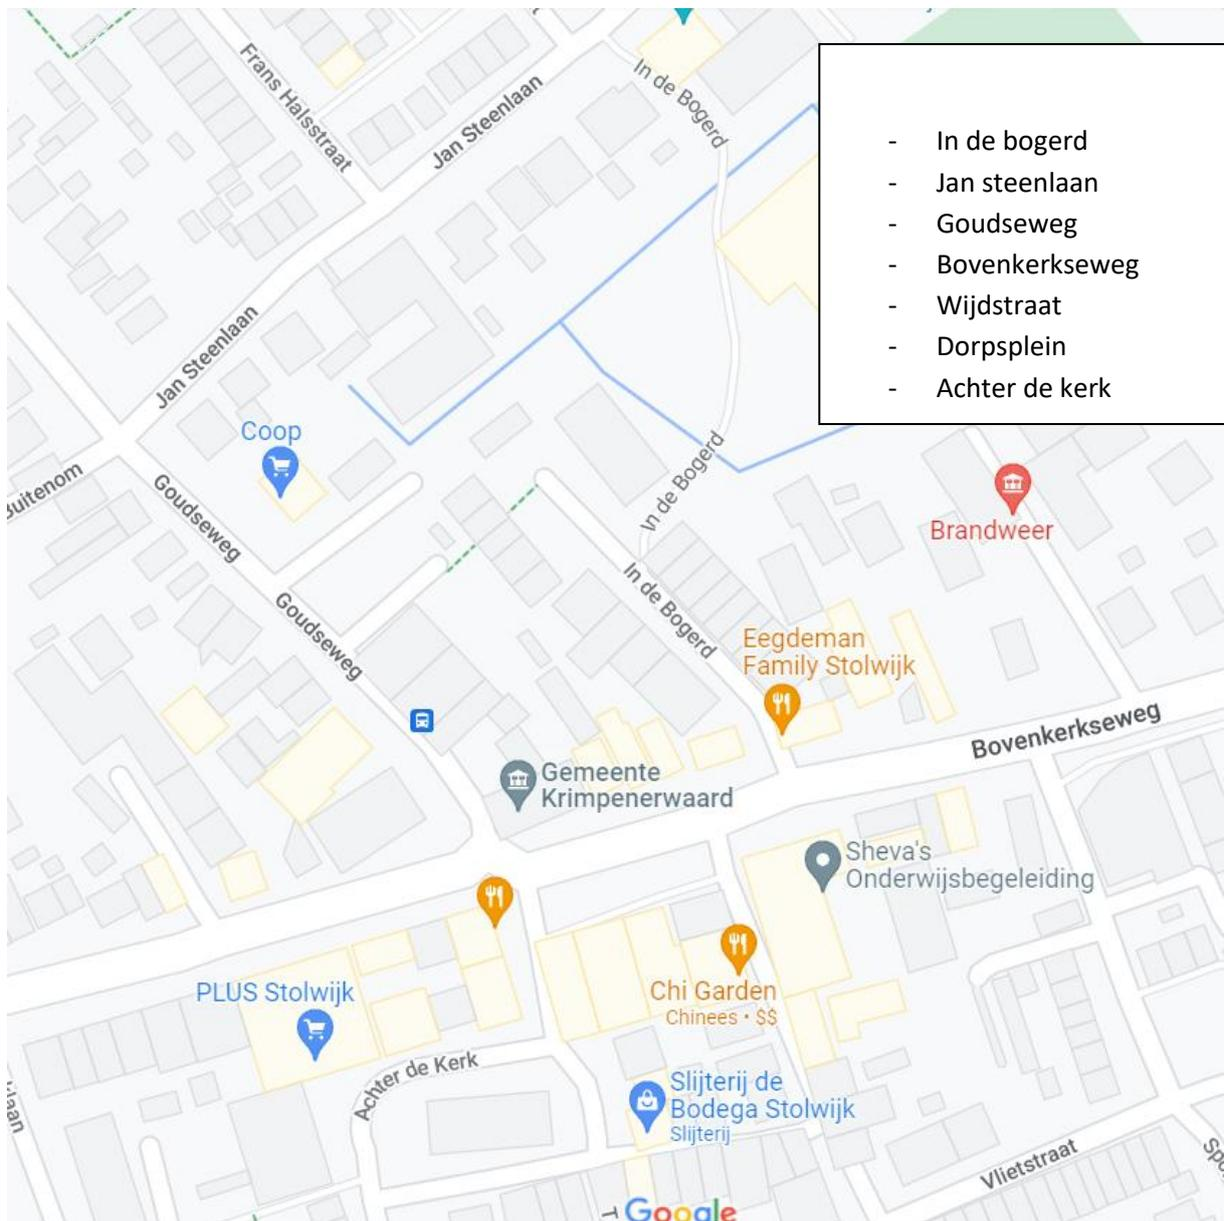 Frans Halsstraat
Jan Steenlaan
In de Bogerd
- In de bogerd
- Jan steenlaan
- Goudseweg
- Bovenkerkseweg
- Wijdstraat
- Dorpsplein
- Achter de kerk
Jan Steenlaan
Coop
Buitenom
Goudseweg
In de Bogerd
Brandweer
Goudseweg
In de Bogerd
Eegdeman
Family Stolwijk
Bovenkerkseweg
Gemeente
Krimpenerwaard
Sheva's
Onderwijsbegeleiding
PLUS Stolwijk
Chi Garden
Chinees • $$
Achter de Kerk
Slijterij de
Bodega Stolwijk
Slijterij
Vlietstraat
Google